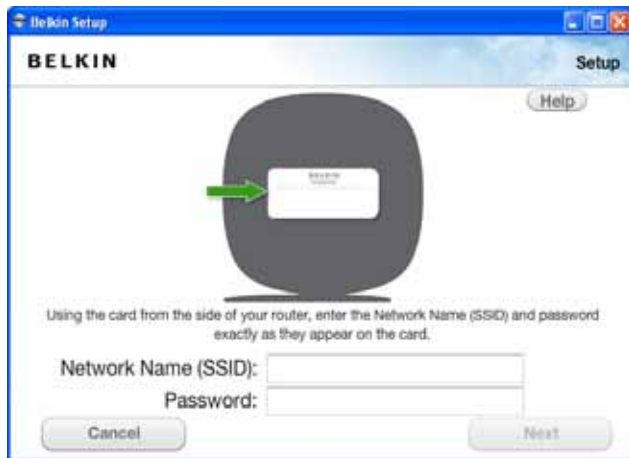 Belkin Setup
BELKIN
Setup
Help
BELKIN
Using the card from the side of your router, enter the Network Name (SSID) and password
exactly as they appear on the card.
Network Name (SSID):
Password:
Cancel
Next